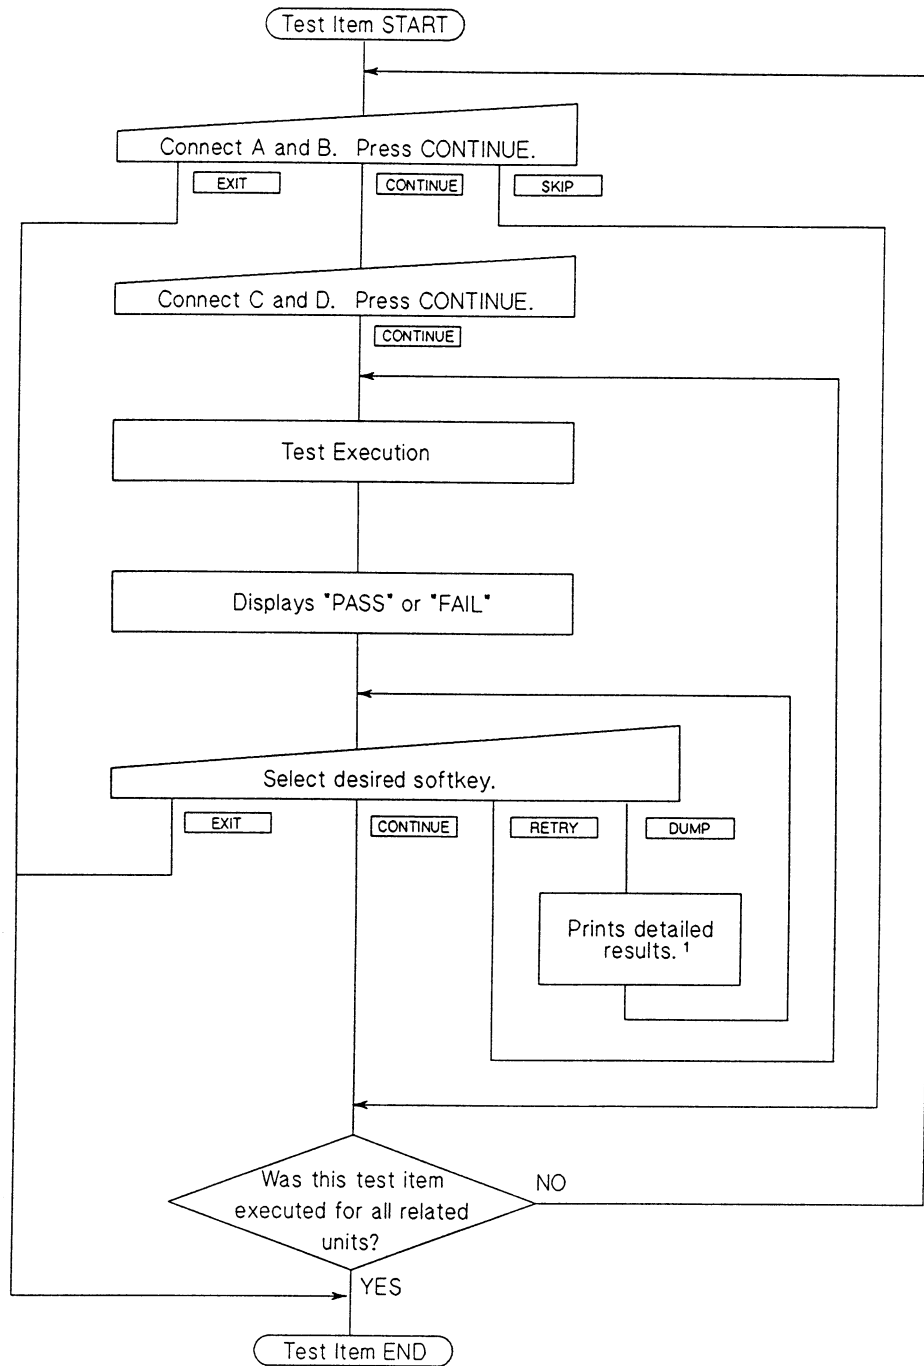 Test Item START
Connect A and B. Press CONTINUE.
EXIT
CONTINUE
SKIP
Connect C and D. Press CONTINUE.
CONTINUE
Test Execution
Displays "PASS" or "FAIL"
Select desired softkey.
EXIT
CONTINUE
RETRY
DUMP
Prints detailed
results. ¹
Was this test item
executed for all related
units?
NO
YES
Test Item END